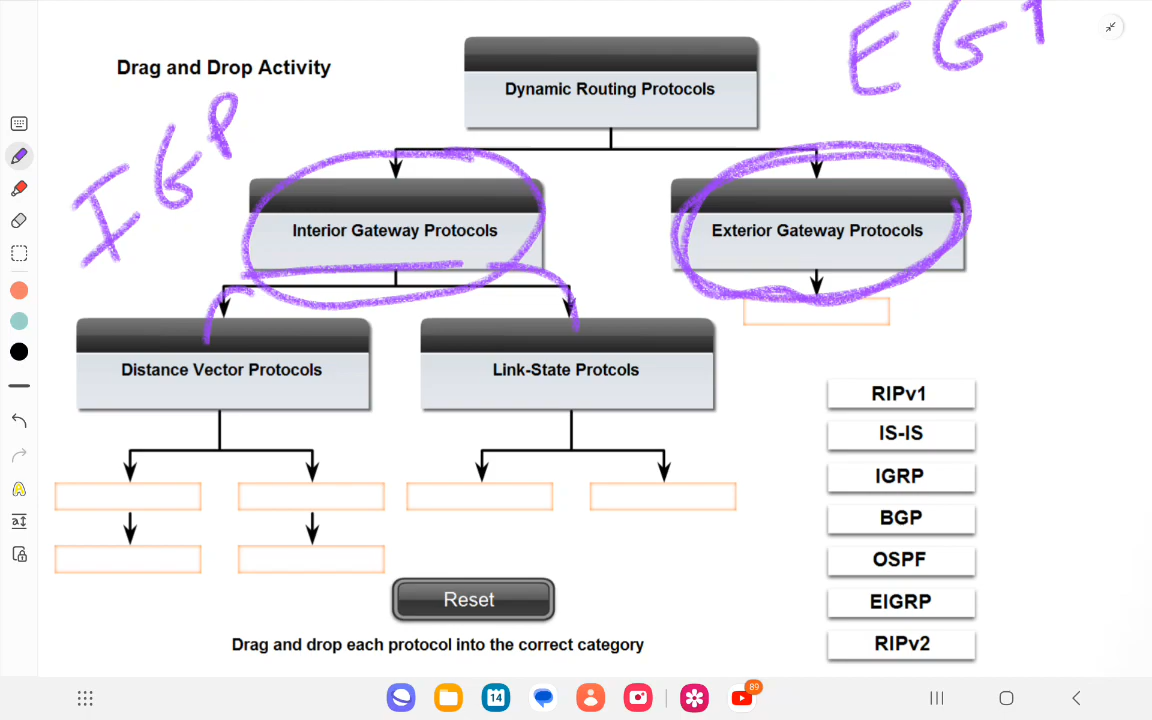 EGP
Drag and Drop Activity
Dynamic Routing Protocols
IGP
Interior Gateway Protocols
Exterior Gateway Protocols
Distance Vector Protocols
Link-State Protcols
RIPv1
IS-IS
IGRP
BGP
OSPF
EIGRP
RIPv2
Reset
Drag and drop each protocol into the correct category
14
89